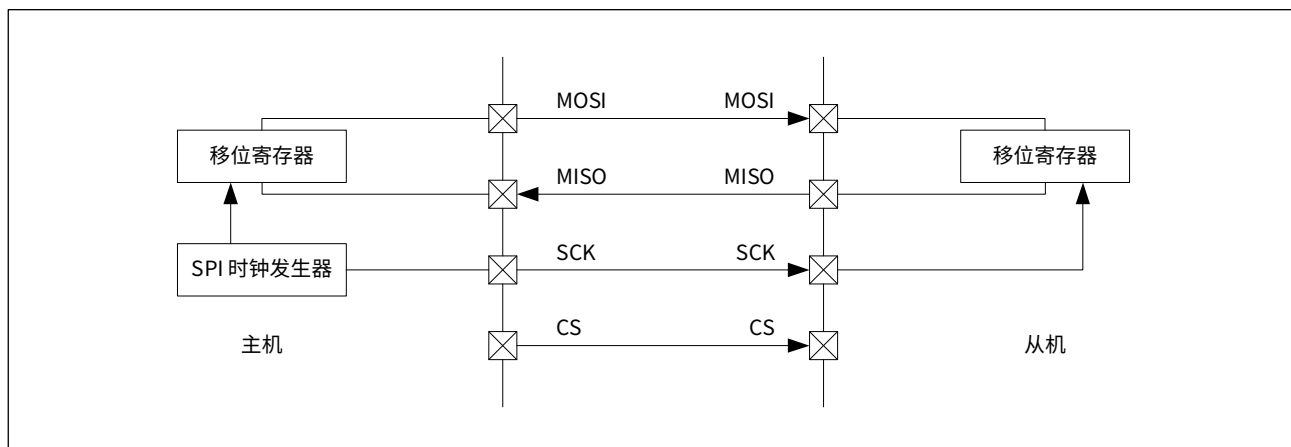 MOSI MOSI
移位寄存器 移位寄存器
MISO MISO
SPI 时钟发生器
SCK SCK
CS CS
主机 从机